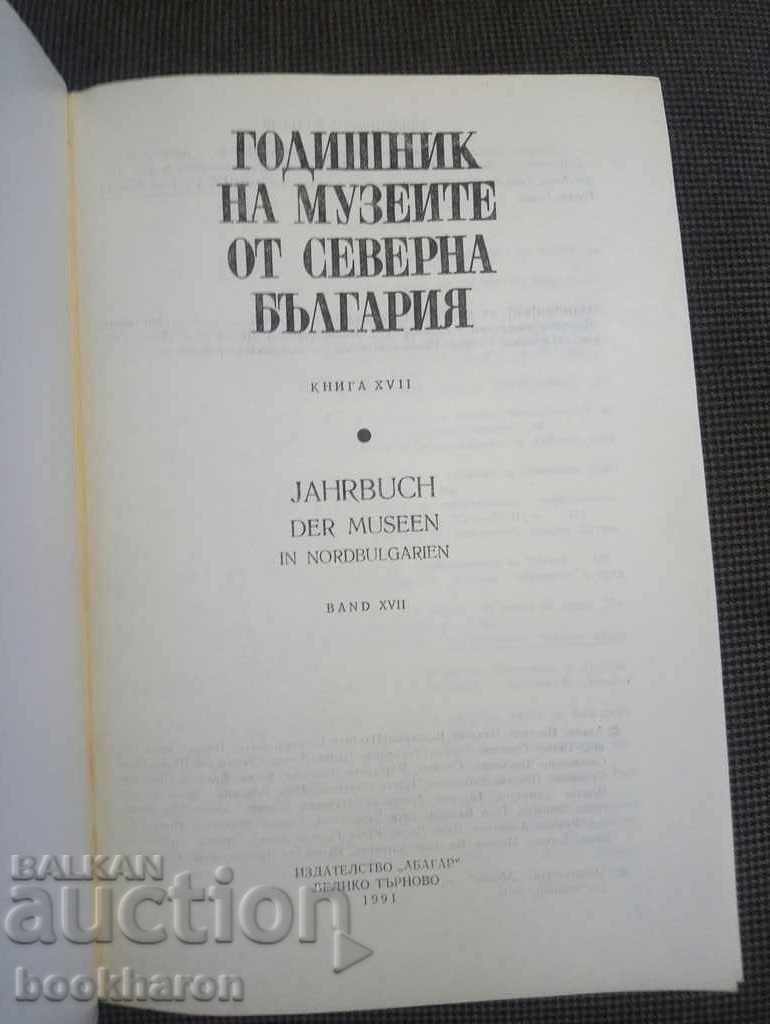 ГОДИШНИК
НА МУЗЕИТЕ
ОТ СЕВЕРНА
БЪЛГАРИЯ
КНИГА XVII
JAHRBUCH
DER MUSEEN
IN NORDBULGARIEN
BAND XVII
ИЗДАТЕЛСТВО „АБАГАР“
ВЕЛИКО ТЪРНОВО
1991
BALKAN
auction
bookharon